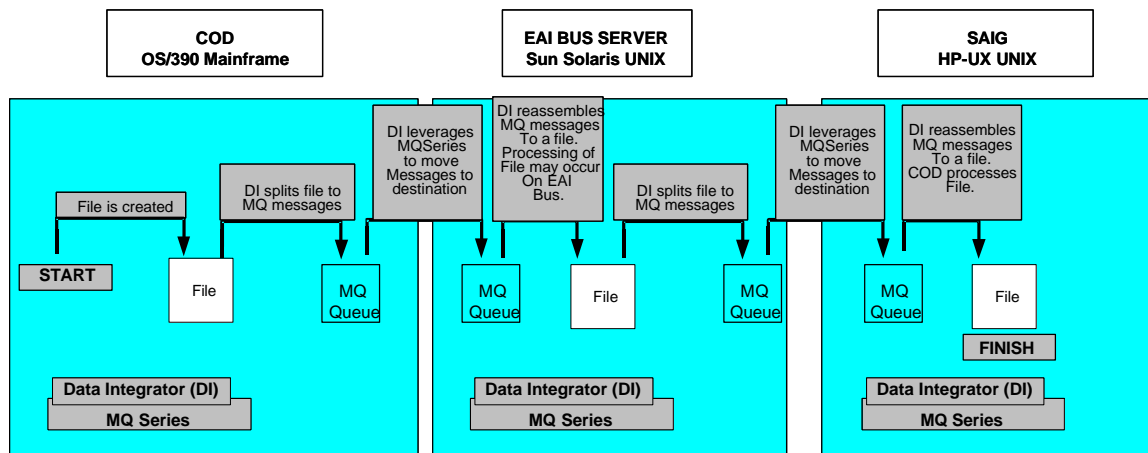 COD
OS/390 Mainframe
EAI BUS SERVER
Sun Solaris UNIX
SAIG
HP-UX UNIX
File is created
DI splits file to
MQ messages
DI leverages
MQSeries
to move
Messages to
destination
DI reassembles
MQ messages
To a file.
Processing of
File may occur
On EAI
Bus.
DI splits file to
MQ messages
DI leverages
MQSeries
to move
Messages to
destination
DI reassembles
MQ messages
To a file.
COD processes
File.
START
File
MQ
Queue
MQ
Queue
File
MQ
Queue
MQ
Queue
File
FINISH
Data Integrator (DI)
MQ Series
Data Integrator (DI)
MQ Series
Data Integrator (DI)
MQ Series